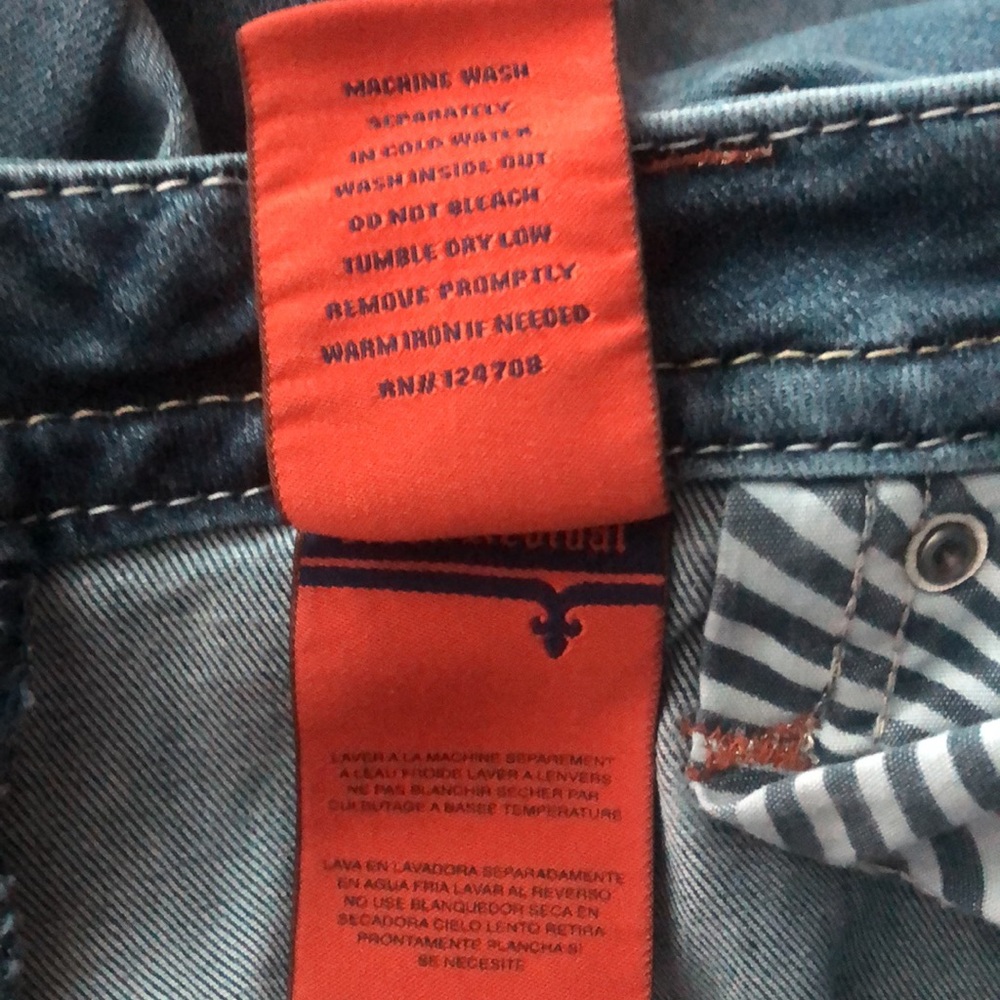 MACHINE WASH
SEPARATELY
IN COLD WATER
WASH INSIDE OUT
DO NOT BLEACH
TUMBLE DRY LOW
REMOVE PROMPTLY
WARM IRON IF NEEDED
RN# 124708
LAVER A LA MACHINE SEPAREMENT
A L'EAU FROIDE LAVER A L'ENVERS
NE PAS BLANCHIR SECHER PAR
CULBUTAGE A BASSE TEMPERATURE
LAVA EN LAVADORA SEPARADAMENTE
EN AGUA FRIA LAVAR AL REVERSO
NO USE BLANQUEDOR SECA EN
SECADORA CICLO LENTO RETIRA
PRONTAMENTE PLANCHA SI
SE NECESITE